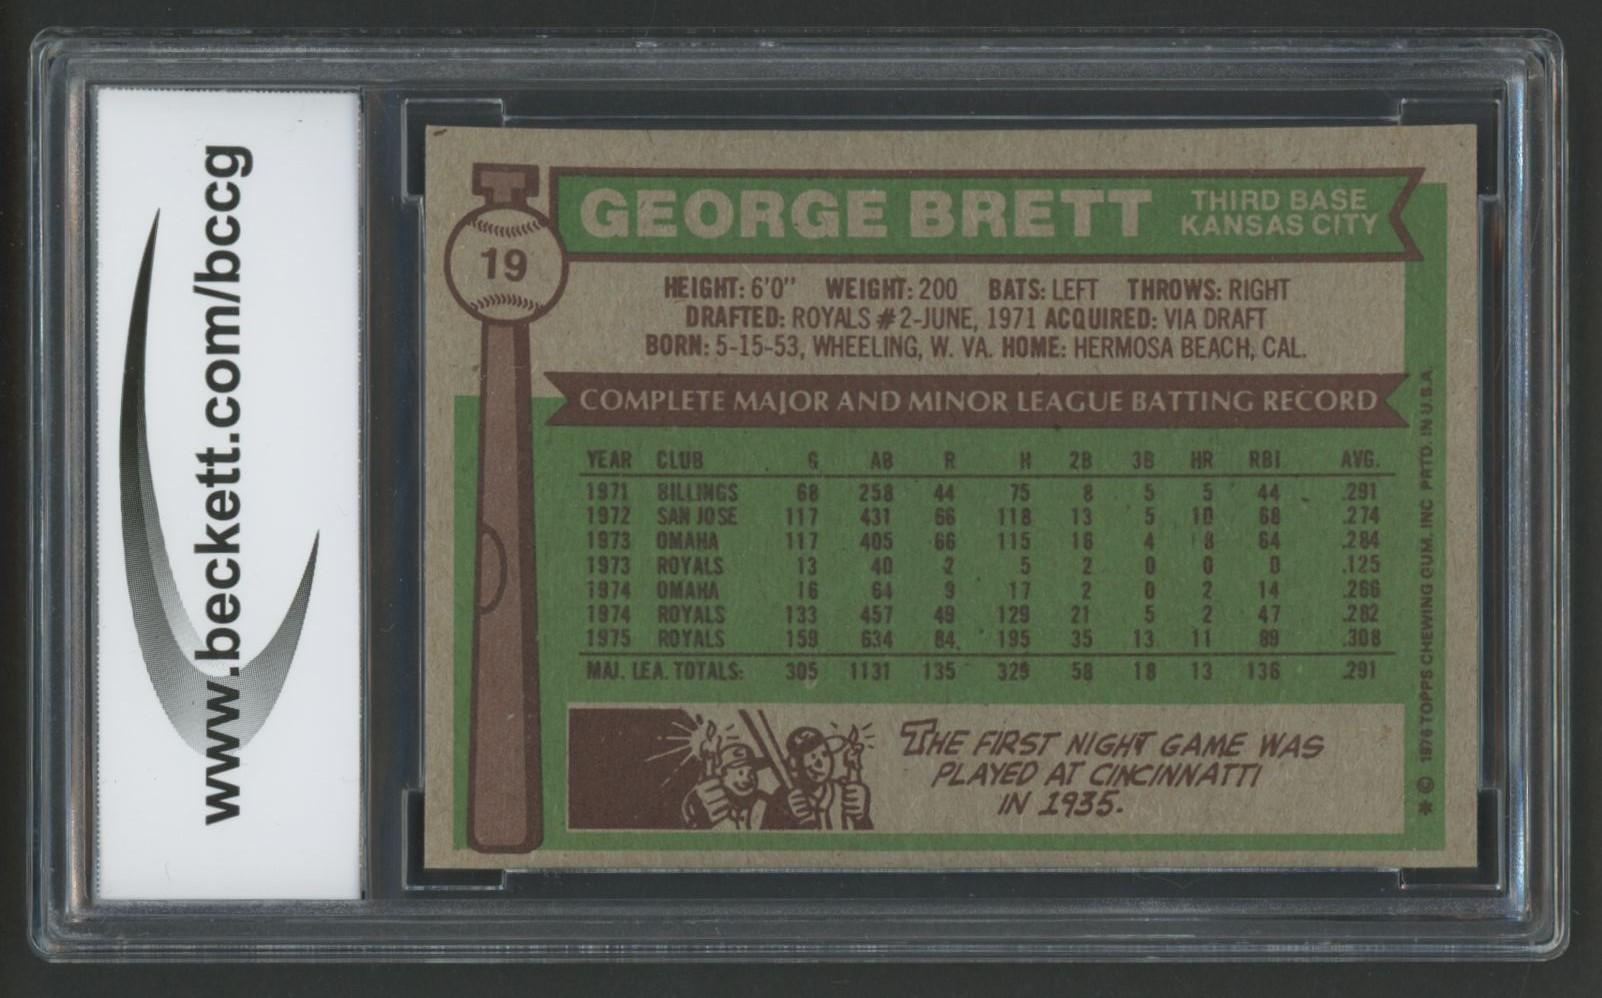 www.beckett.com/bccg
19
GEORGE BRETT
THIRD BASE
KANSAS CITY
HEIGHT: 6'0" WEIGHT: 200 BATS: LEFT THROWS: RIGHT
DRAFTED: ROYALS #2-JUNE, 1971 ACQUIRED: VIA DRAFT
BORN: 5-15-53, WHEELING, W. VA. HOME: HERMOSA BEACH, CAL.
COMPLETE MAJOR AND MINOR LEAGUE BATTING RECORD
YEAR CLUB G AB R H 2B 3B HR RBI AVG.
1971 BILLINGS 68 258 44 75 8 5 5 44 .291
1972 SAN JOSE 117 431 66 118 13 5 10 68 .274
1973 OMAHA 117 405 66 115 16 4 8 64 .284
1973 ROYALS 13 40 2 5 2 0 0 0 .125
1974 OMAHA 16 64 9 17 2 0 2 14 .266
1974 ROYALS 133 457 49 129 21 5 2 47 .282
1975 ROYALS 159 634 84 195 35 13 11 89 .308
MAJ. LEA. TOTALS: 305 1131 135 329 58 18 13 136 .291
THE FIRST NIGHT GAME WAS
PLAYED AT CINCINNATTI
IN 1935.
* © 1976 TOPPS CHEWING GUM, INC PRTD. IN U.S.A.